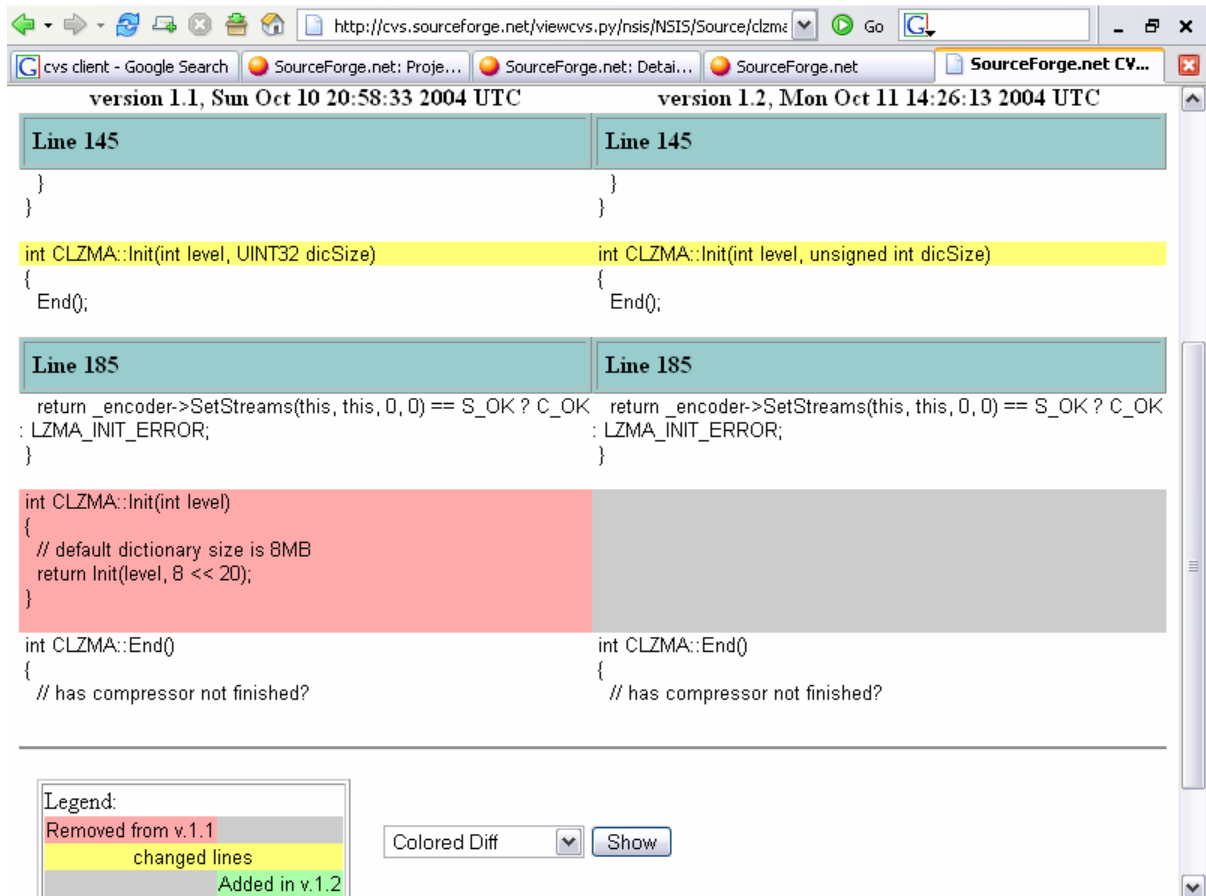 http://cvs.sourceforge.net/viewcvs.py/nsis/NSIS/Source/clzma
Go
G
G cvs client - Google Search
SourceForge.net: Proje...
SourceForge.net: Detai...
SourceForge.net
SourceForge.net CV...
version 1.1, Sun Oct 10 20:58:33 2004 UTC
version 1.2, Mon Oct 11 14:26:13 2004 UTC
Line 145
Line 145
}
}
}
}
int CLZMA::Init(int level, UINT32 dicSize)
int CLZMA::Init(int level, unsigned int dicSize)
{
{
End();
End();
Line 185
Line 185
return _encoder->SetStreams(this, this, 0, 0) == S_OK ? C_OK
: LZMA_INIT_ERROR;
}
return _encoder->SetStreams(this, this, 0, 0) == S_OK ? C_OK
: LZMA_INIT_ERROR;
}
int CLZMA::Init(int level)
{
// default dictionary size is 8MB
return Init(level, 8 << 20);
}
int CLZMA::End()
{
// has compressor not finished?
int CLZMA::End()
{
// has compressor not finished?
Legend:
Removed from v.1.1
changed lines
Added in v.1.2
Colored Diff
Show